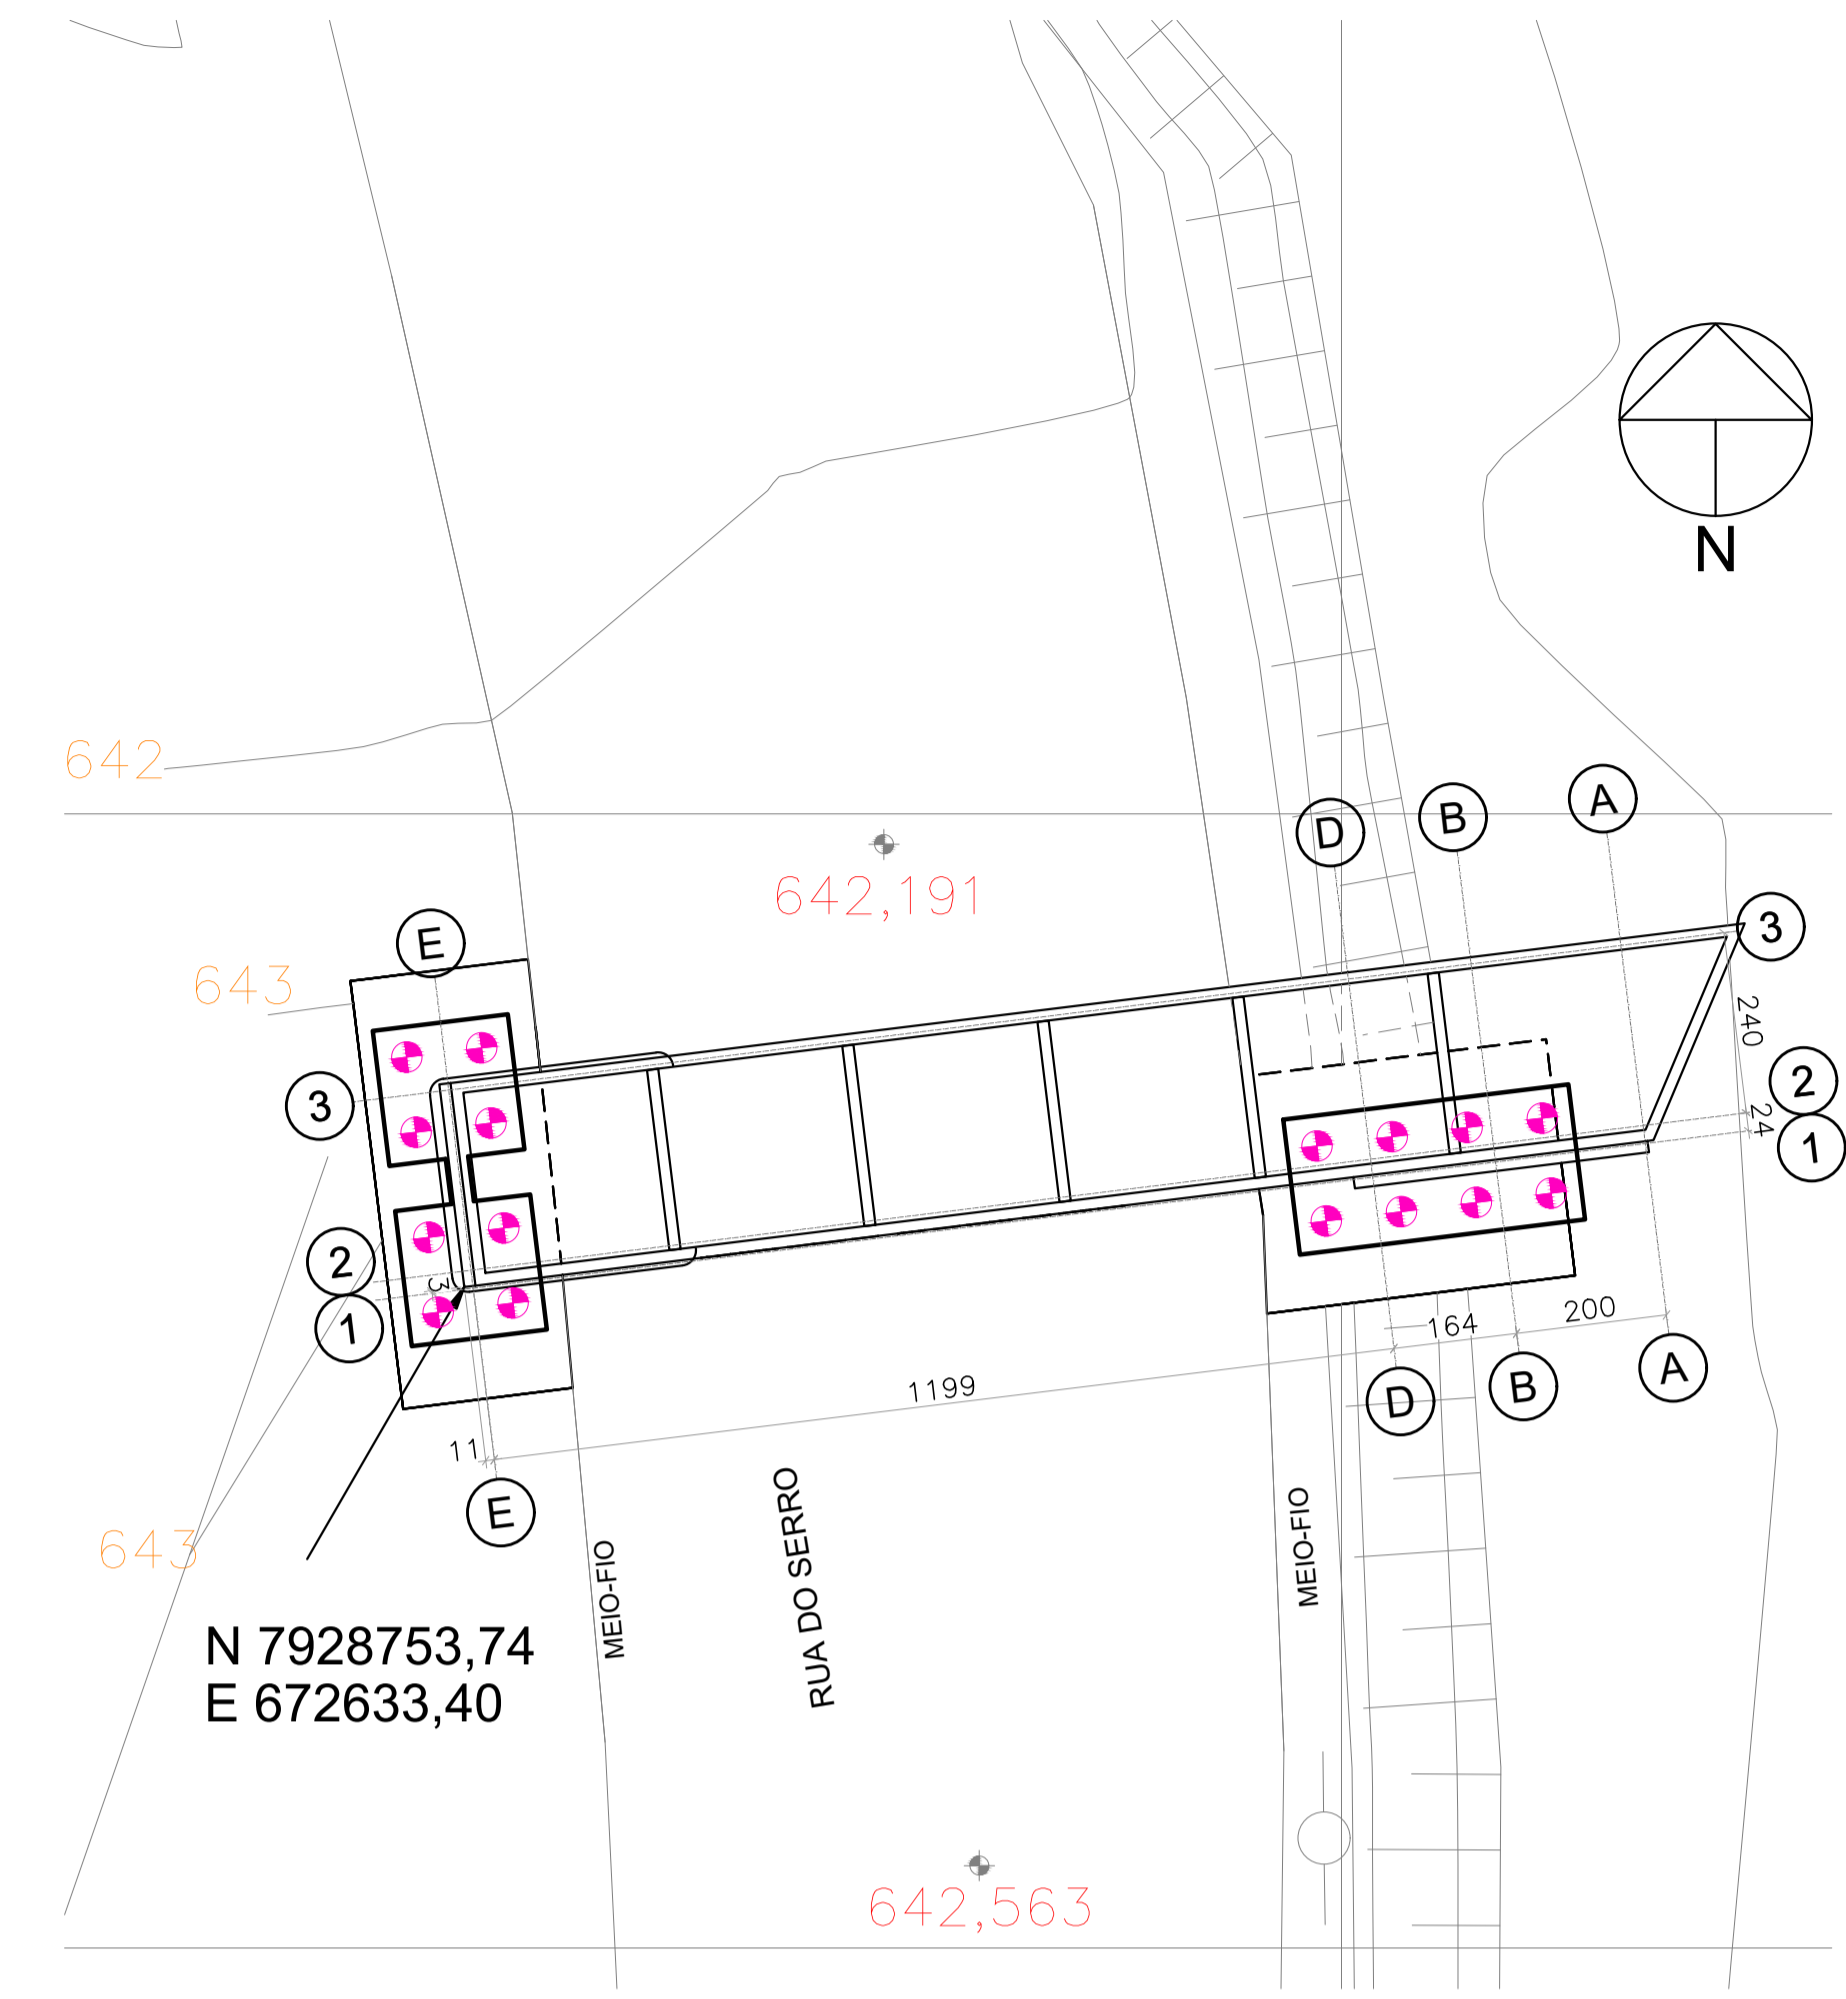 N
642
D
B
A
642,191
E
643
3
240
3
2
24
1
2
3
1
200
164
1199
D
B
A
11
E
643
MEIO-FIO
RUA DO SERRO
MEIO-FIO
N 7928753,74
E 672633,40
642,563